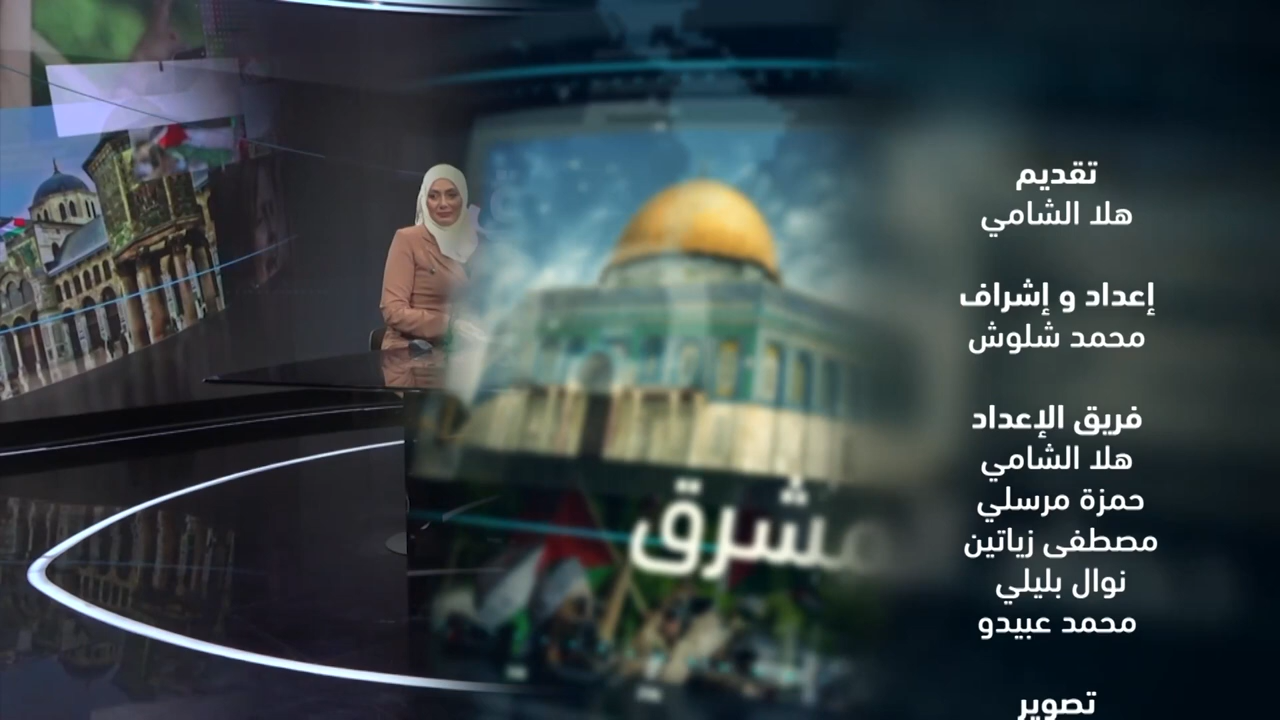 تقديم
هلا الشامي
إعداد و إشراف
محمد شلوش
فريق الإعداد
هلا الشامي
حمزة مرسلي
مصطفى زياتين
نوال بليلي
محمد عبيدو
تصوير
مشرق